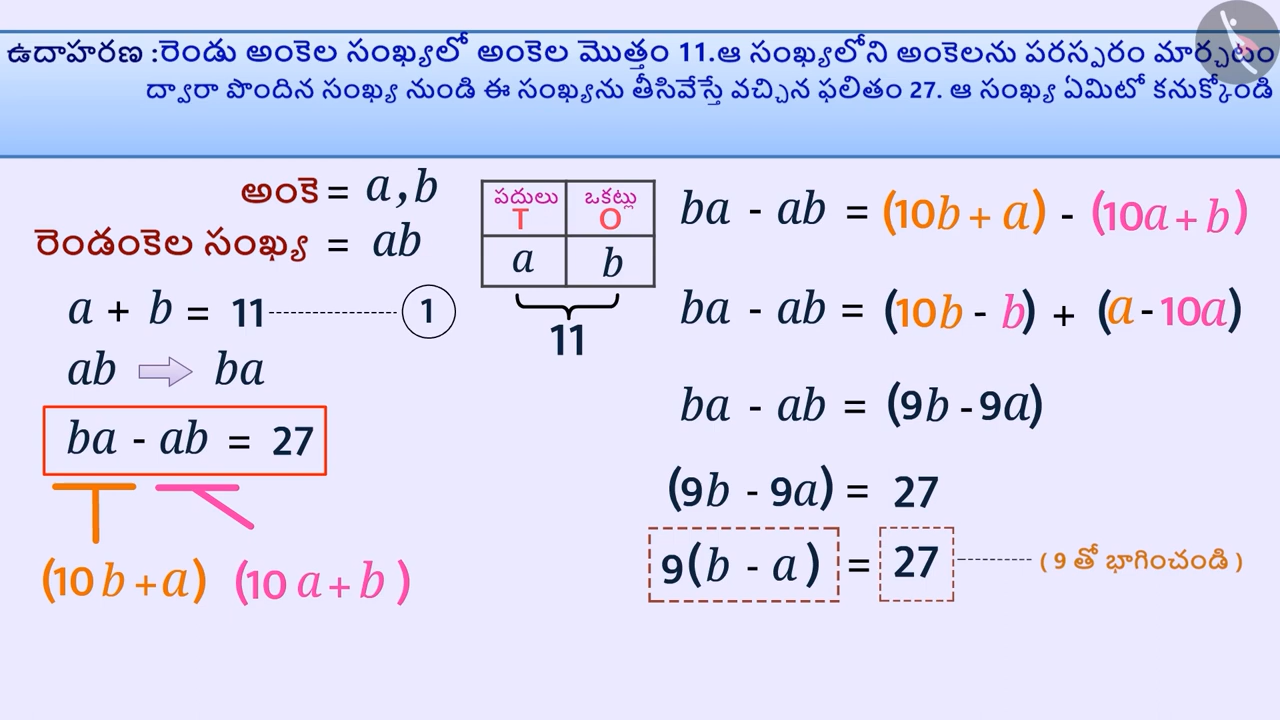 ఉదాహరణ :రెండు అంకెల సంఖ్యలో అంకెల మొత్తం 11.ఆ సంఖ్యలోని అంకెలను పరస్పరం మార్చటం
ద్వారా పొందిన సంఖ్య నుండి ఈ సంఖ్యను తీసివేస్తే వచ్చిన ఫలితం 27. ఆ సంఖ్య ఏమిటో కనుక్కోండి
అంకె = a,b
రెండంకెల సంఖ్య = ab
a + b = 11 1
ab ba
ba - ab = 27
(10b+a) (10a+b)
పదులు ఒకట్లు
T O
a b
11
ba - ab = (10b+a) - (10a+b)
ba - ab = (10b - b) + (a-10a)
ba - ab = (9b-9a)
(9b - 9a) = 27
9(b - a) = 27 ( 9 తో భాగించండి )